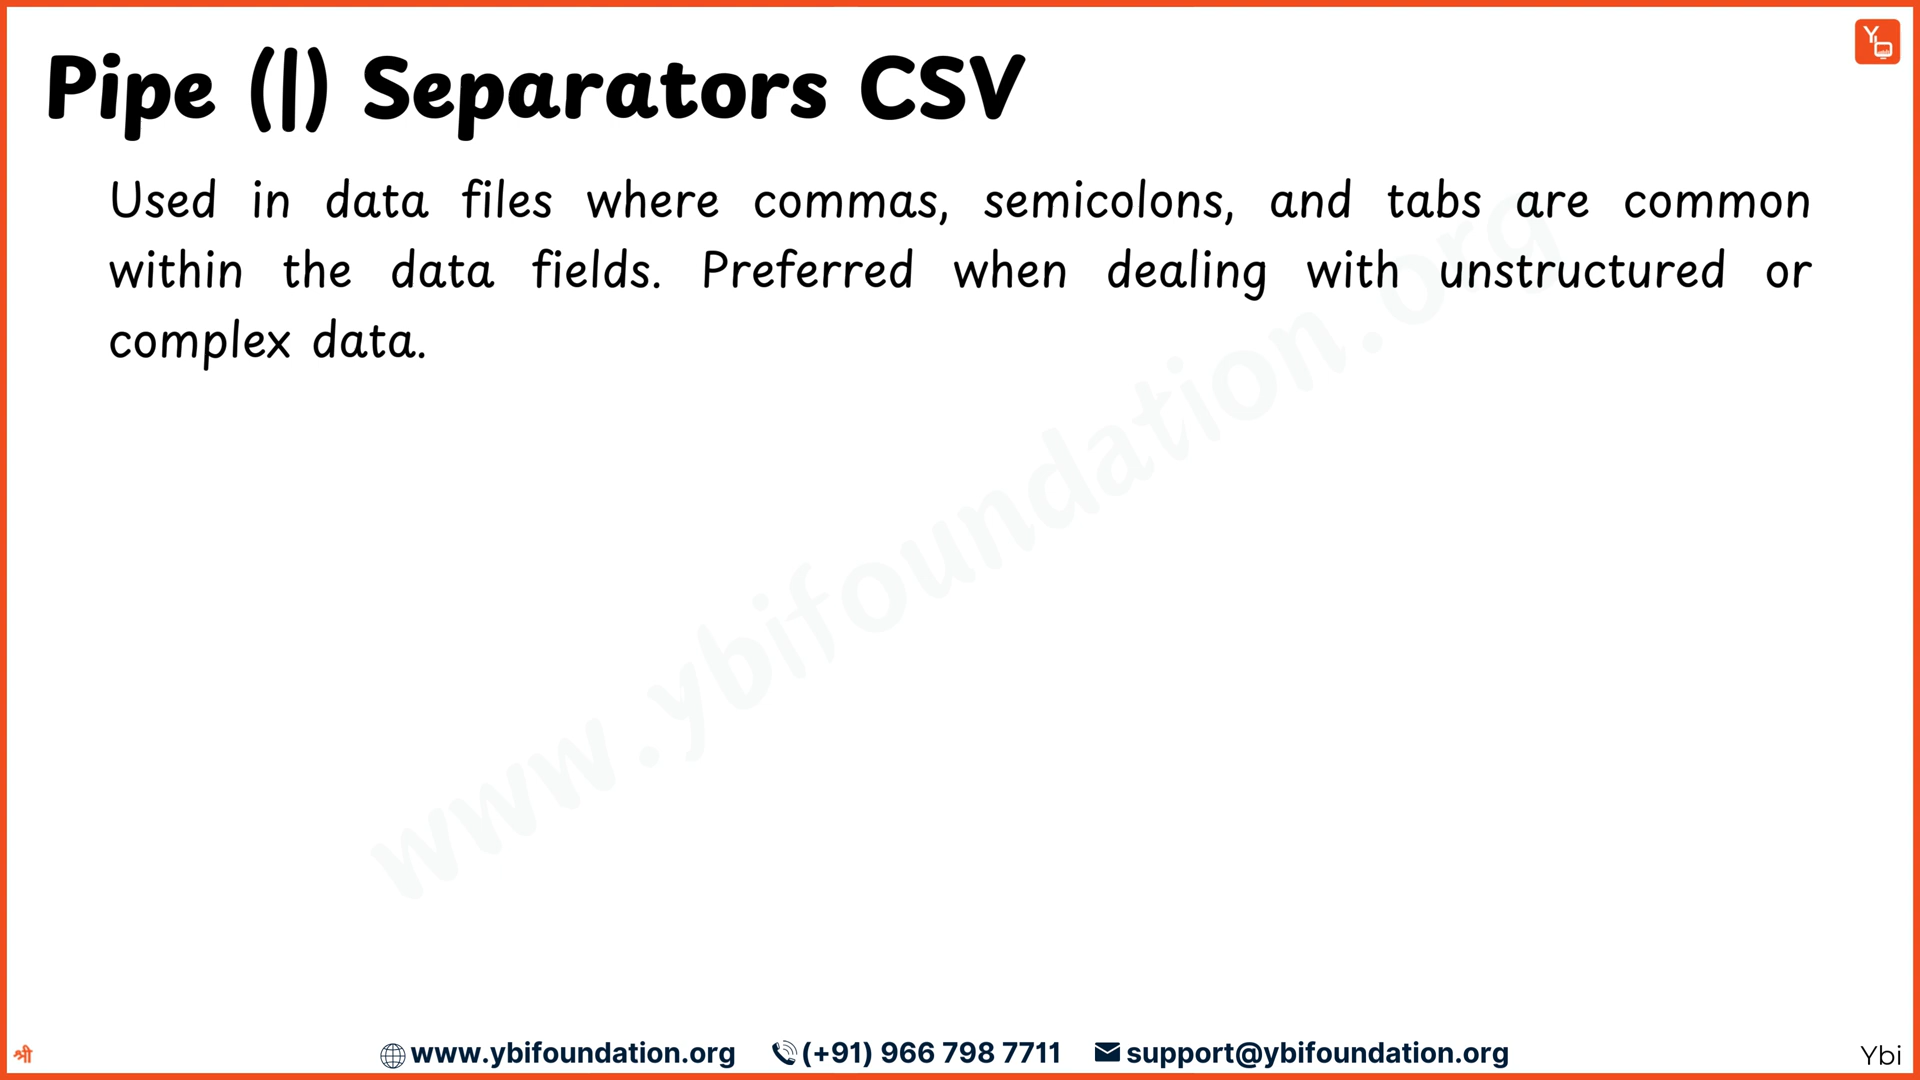 Pipe (|) Separators CSV
Used in data files where commas, semicolons, and tabs are common
within the data fields. Preferred when dealing with unstructured or
complex data.
www.ybifoundation.org
श्री
www.ybifoundation.org (+91) 966 798 7711 support@ybifoundation.org
Ybi